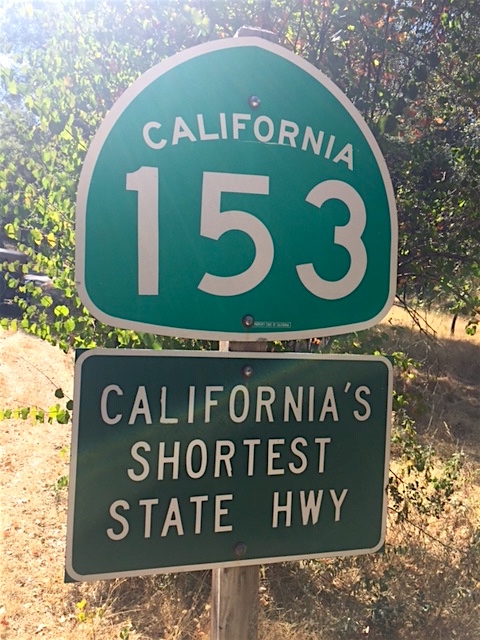 CALIFORNIA
153
CALIFORNIA'S
SHORTEST
STATE HWY